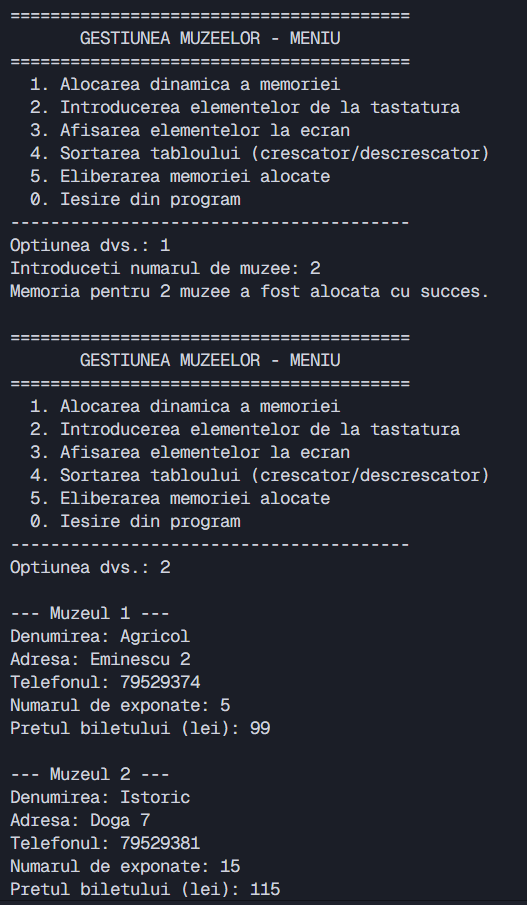 ========================================
GESTIUNEA MUZEELOR - MENIU
========================================
1. Alocarea dinamica a memoriei
2. Introducerea elementelor de la tastatura
3. Afisarea elementelor la ecran
4. Sortarea tabloului (crescator/descrescator)
5. Eliberarea memoriei alocate
0. Iesire din program
----------------------------------------
Optiunea dvs.: 1
Introduceti numarul de muzee: 2
Memoria pentru 2 muzee a fost alocata cu succes.
========================================
GESTIUNEA MUZEELOR - MENIU
========================================
1. Alocarea dinamica a memoriei
2. Introducerea elementelor de la tastatura
3. Afisarea elementelor la ecran
4. Sortarea tabloului (crescator/descrescator)
5. Eliberarea memoriei alocate
0. Iesire din program
----------------------------------------
Optiunea dvs.: 2
--- Muzeul 1 ---
Denumirea: Agricol
Adresa: Eminescu 2
Telefonul: 79529374
Numarul de exponate: 5
Pretul biletului (lei): 99
--- Muzeul 2 ---
Denumirea: Istoric
Adresa: Doga 7
Telefonul: 79529381
Numarul de exponate: 15
Pretul biletului (lei): 115